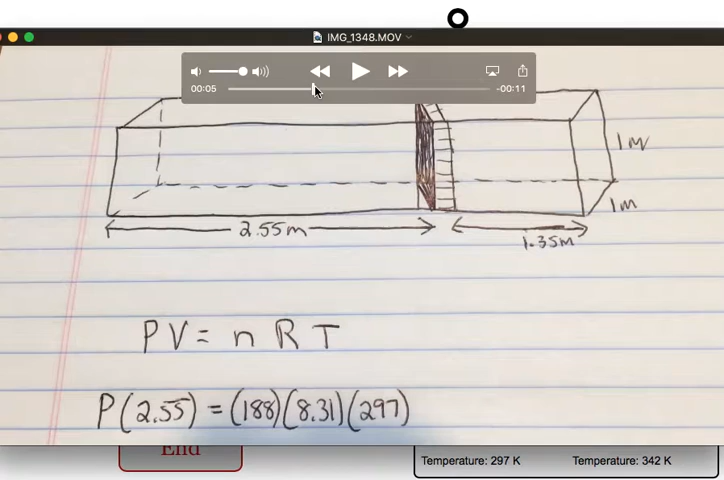 IMG_1348.MOV
00:05
-00:11
1M
1m
2.55m
1.35m
PV = nRT
P(2.55) = (188)(8.31)(297)
End
Temperature: 297 K
Temperature: 342 K